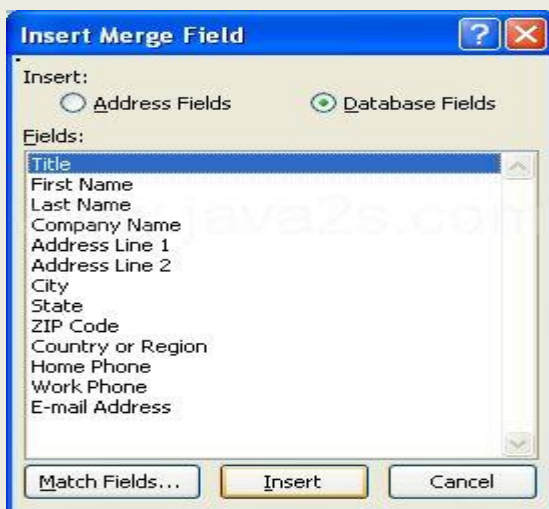 Insert Merge Field
Insert:
Address Fields Database Fields
Fields:
Title
First Name
Last Name
www.java2s.com
Company Name
Address Line 1
Address Line 2
City
State
ZIP Code
Country or Region
Home Phone
Work Phone
E-mail Address
Match Fields... Insert Cancel